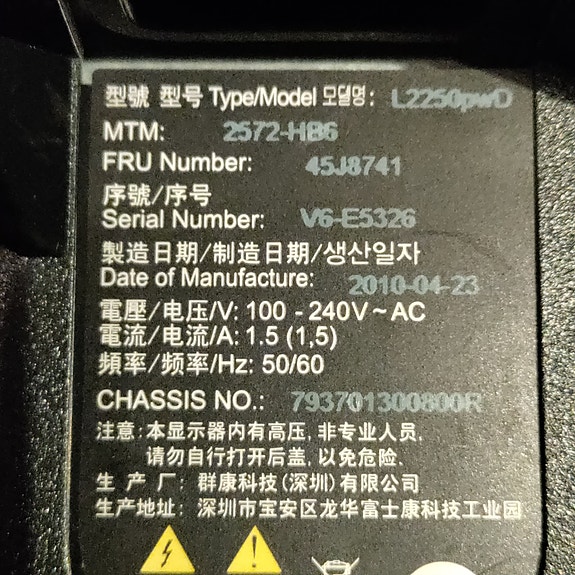 型號 型号 Type/Model 모델명: L2250pwD
MTM: 2572-HB6
FRU Number: 45J8741
序號/序号
Serial Number: V6-E5326
製造日期/制造日期/생산일자
Date of Manufacture: 2010-04-23
電壓/电压/V: 100 - 240V ~ AC
電流/电流/A: 1.5 (1,5)
頻率/频率/Hz: 50/60
CHASSIS NO.: 793701300800R
注意: 本显示器内有高压, 非专业人员,
请勿自行打开后盖, 以免危险.
生 产 厂: 群康科技(深圳)有限公司
生产地址: 深圳市宝安区龙华富士康科技工业园